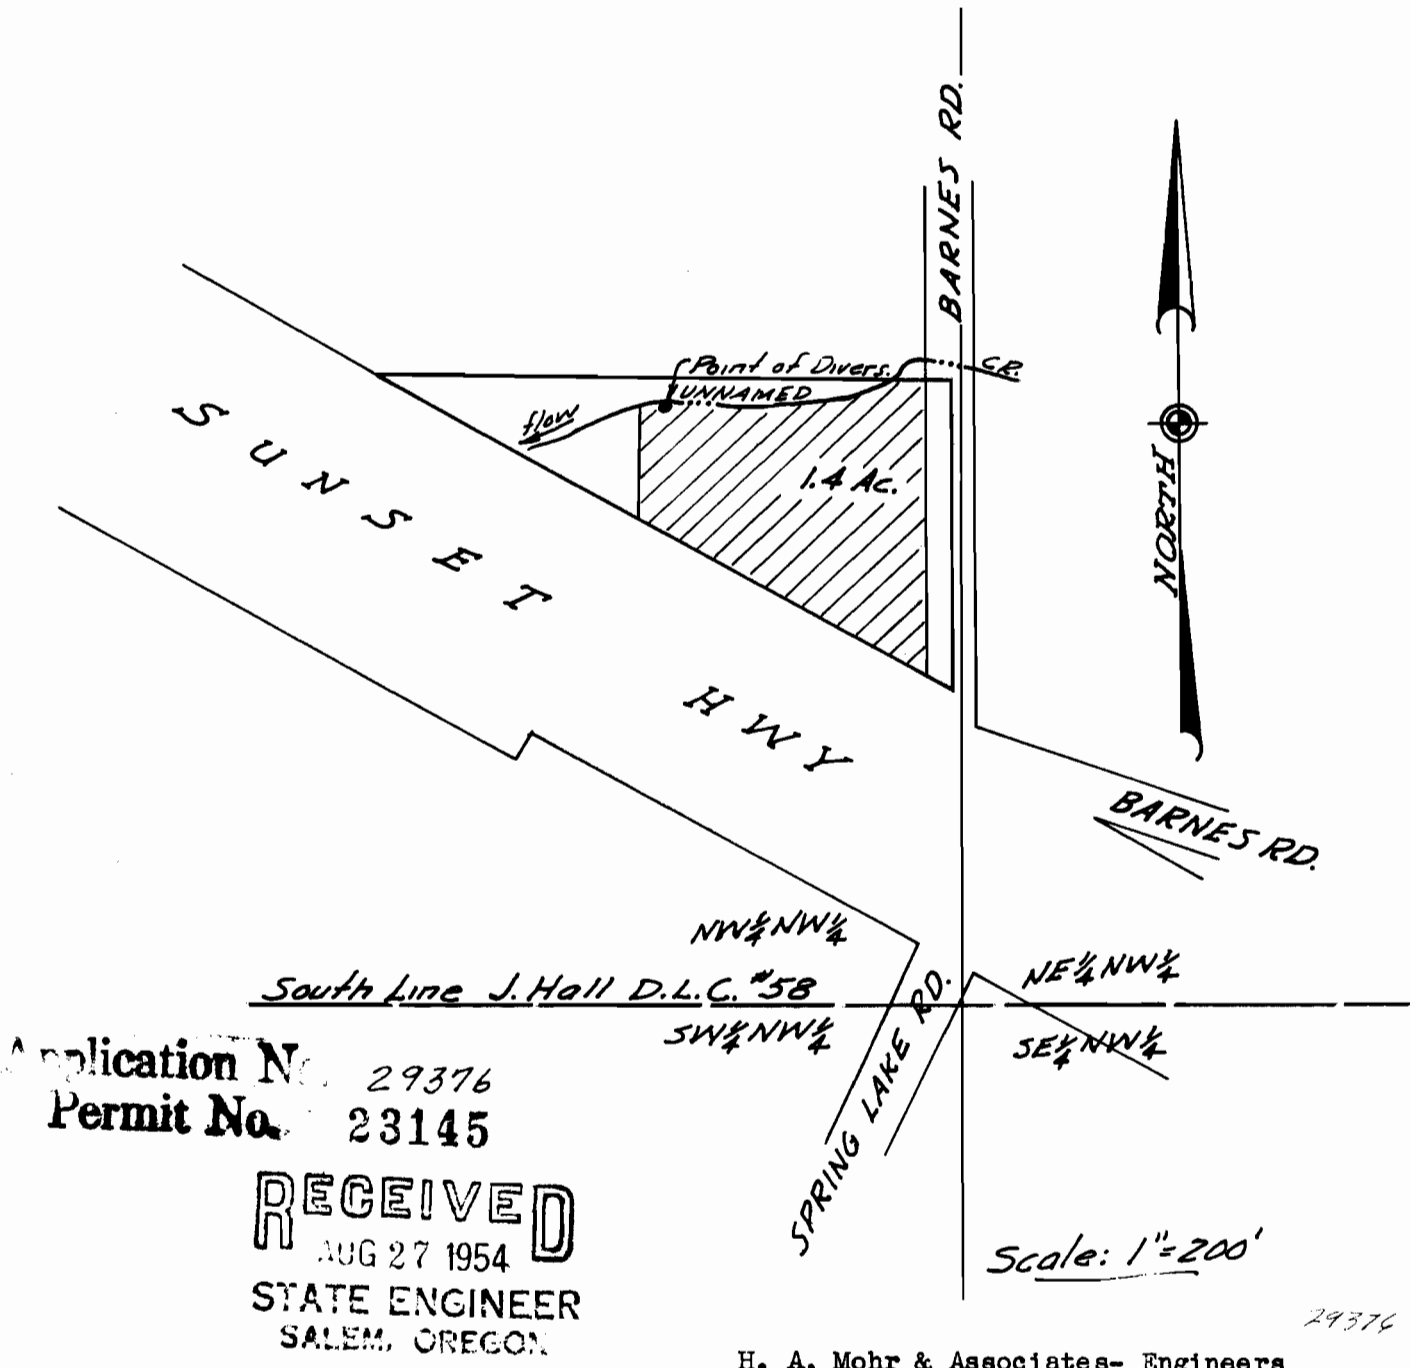 BARNES RD.
Point of Divers.
CR.
UNNAMED
flow
1.4 Ac.
SUNSET HWY
NORTH
BARNES RD.
NW¼NW¼
NE¼NW¼
South Line J. Hall D.L.C. #58
SW¼NW¼
SE¼NW¼
SPRING LAKE RD.
Application No. 29376
Permit No. 23145
RECEIVED
AUG 27 1954
STATE ENGINEER
SALEM, OREGON
Scale: 1"=200'
29376
H. A. Mohr & Associates- Engineers